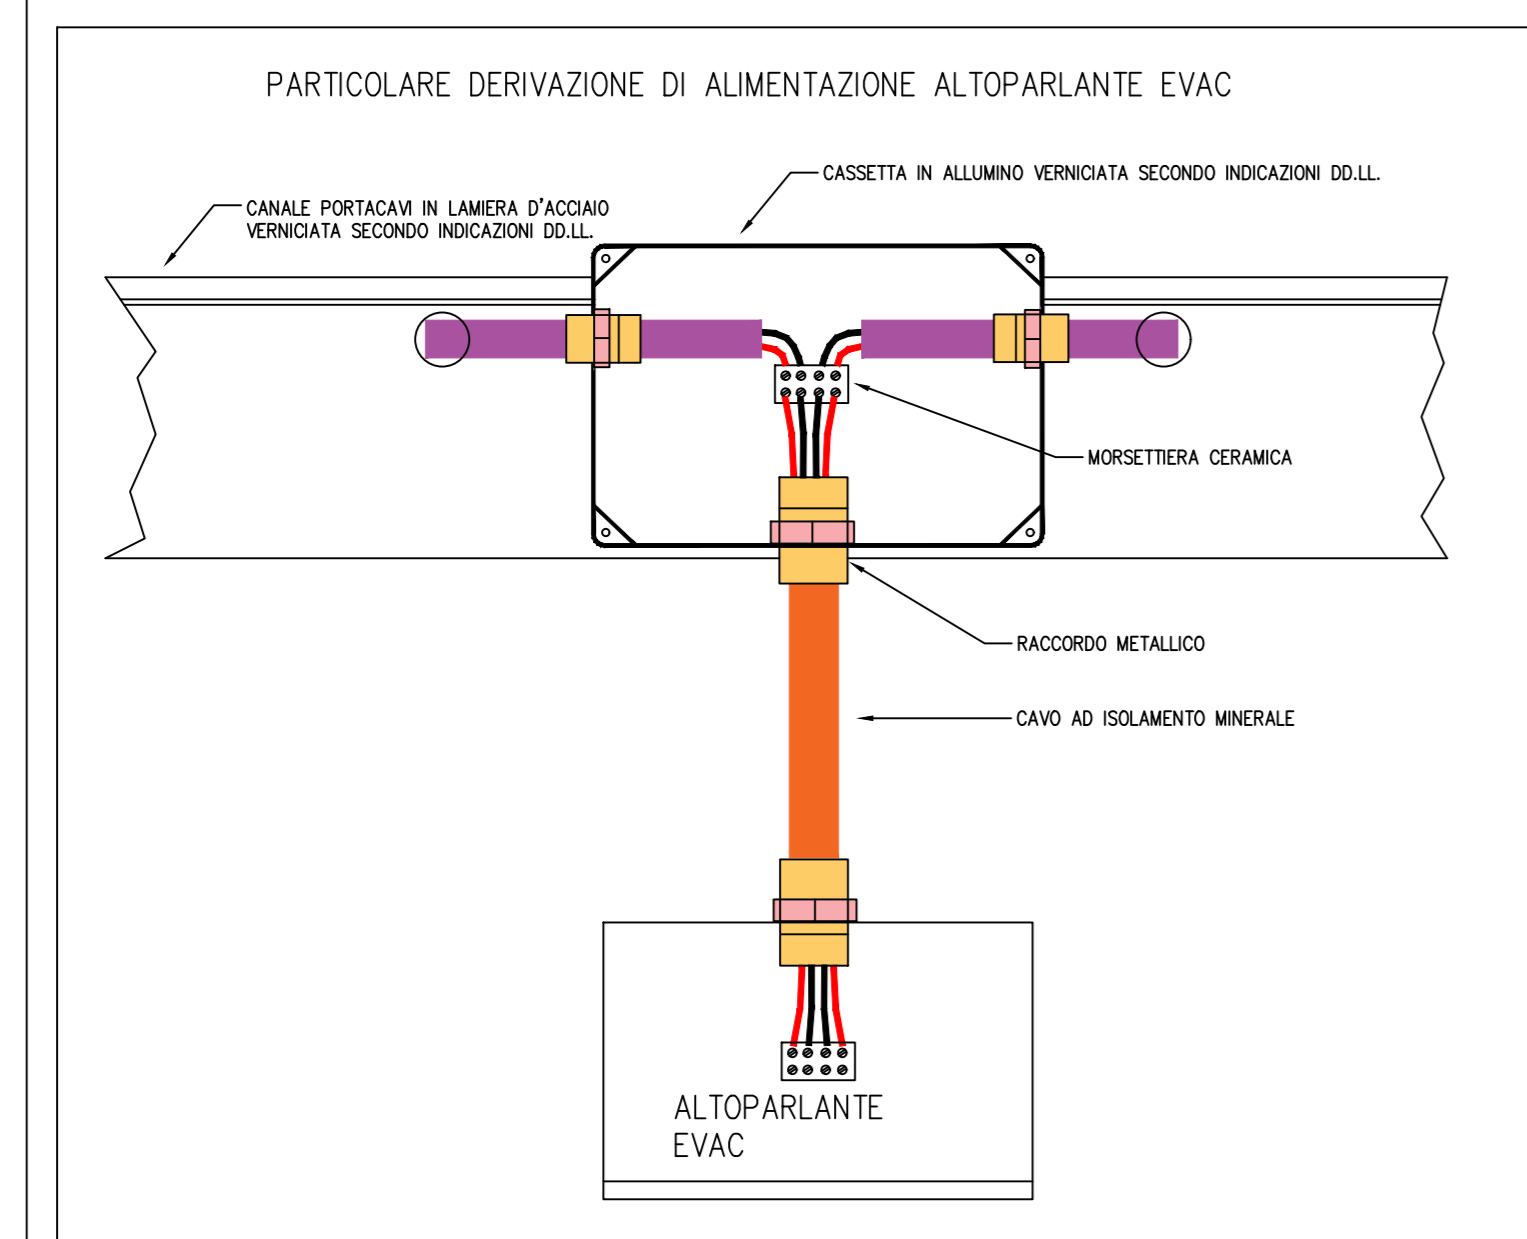 PARTICOLARE DERIVAZIONE DI ALIMENTAZIONE ALTOPARLANTE EVAC
CASSETTA IN ALLUMINO VERNICIATA SECONDO INDICAZIONI DD.LL.
CANALE PORTACAVI IN LAMIERA D'ACCIAIO
VERNICIATA SECONDO INDICAZIONI DD.LL.
MORSETTIERA CERAMICA
RACCORDO METALLICO
CAVO AD ISOLAMENTO MINERALE
ALTOPARLANTE
EVAC